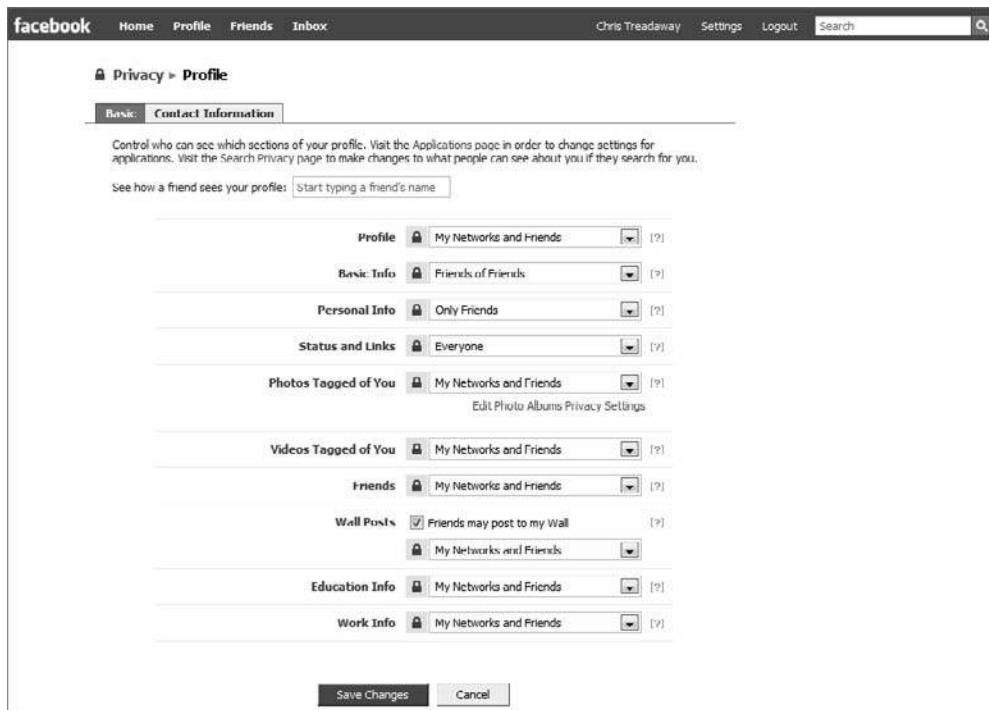 facebook Home Profile Friends Inbox Chris Treadaway Settings Logout Search
Privacy ► Profile
Basic Contact Information
Control who can see which sections of your profile. Visit the Applications page in order to change settings for
applications. Visit the Search Privacy page to make changes to what people can see about you if they search for you.
See how a friend sees your profile: Start typing a friend's name
Profile My Networks and Friends [?]
Basic Info Friends of Friends [?]
Personal Info Only Friends [?]
Status and Links Everyone [?]
Photos Tagged of You My Networks and Friends [?]
Edit Photo Albums Privacy Settings
Videos Tagged of You My Networks and Friends [?]
Friends My Networks and Friends [?]
Wall Posts Friends may post to my Wall [?]
My Networks and Friends
Education Info My Networks and Friends [?]
Work Info My Networks and Friends [?]
Save Changes Cancel